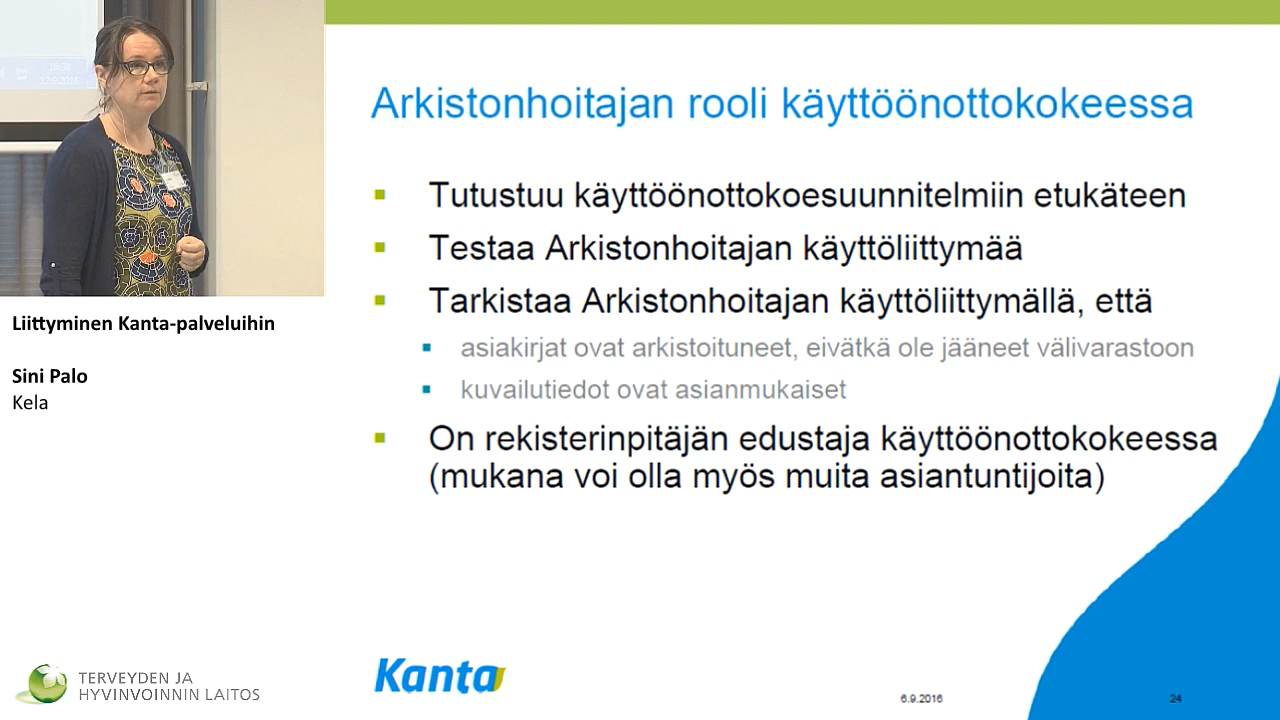 Arkistonhoitajan rooli käyttöönottokokeessa
Tutustuu käyttöönottokoesuunnitelmiin etukäteen
Testaa Arkistonhoitajan käyttöliittymää
Tarkistaa Arkistonhoitajan käyttöliittymällä, että
asiakirjat ovat arkistoituneet, eivätkä ole jääneet välivarastoon
kuvailutiedot ovat asianmukaiset
On rekisterinpitäjän edustaja käyttöönottokokeessa
(mukana voi olla myös muita asiantuntijoita)
Liittyminen Kanta-palveluihin
Sini Palo
Kela
TERVEYDEN JA
HYVINVOINNIN LAITOS
Kanta
6.9.2016
24